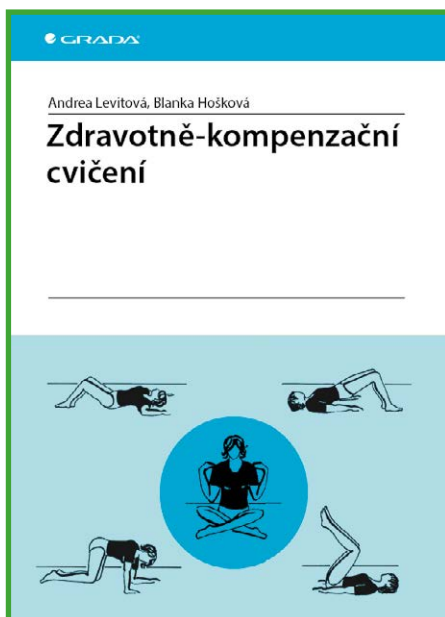 GRADA
Andrea Levitová, Blanka Hošková
Zdravotně-kompenzační
cvičení